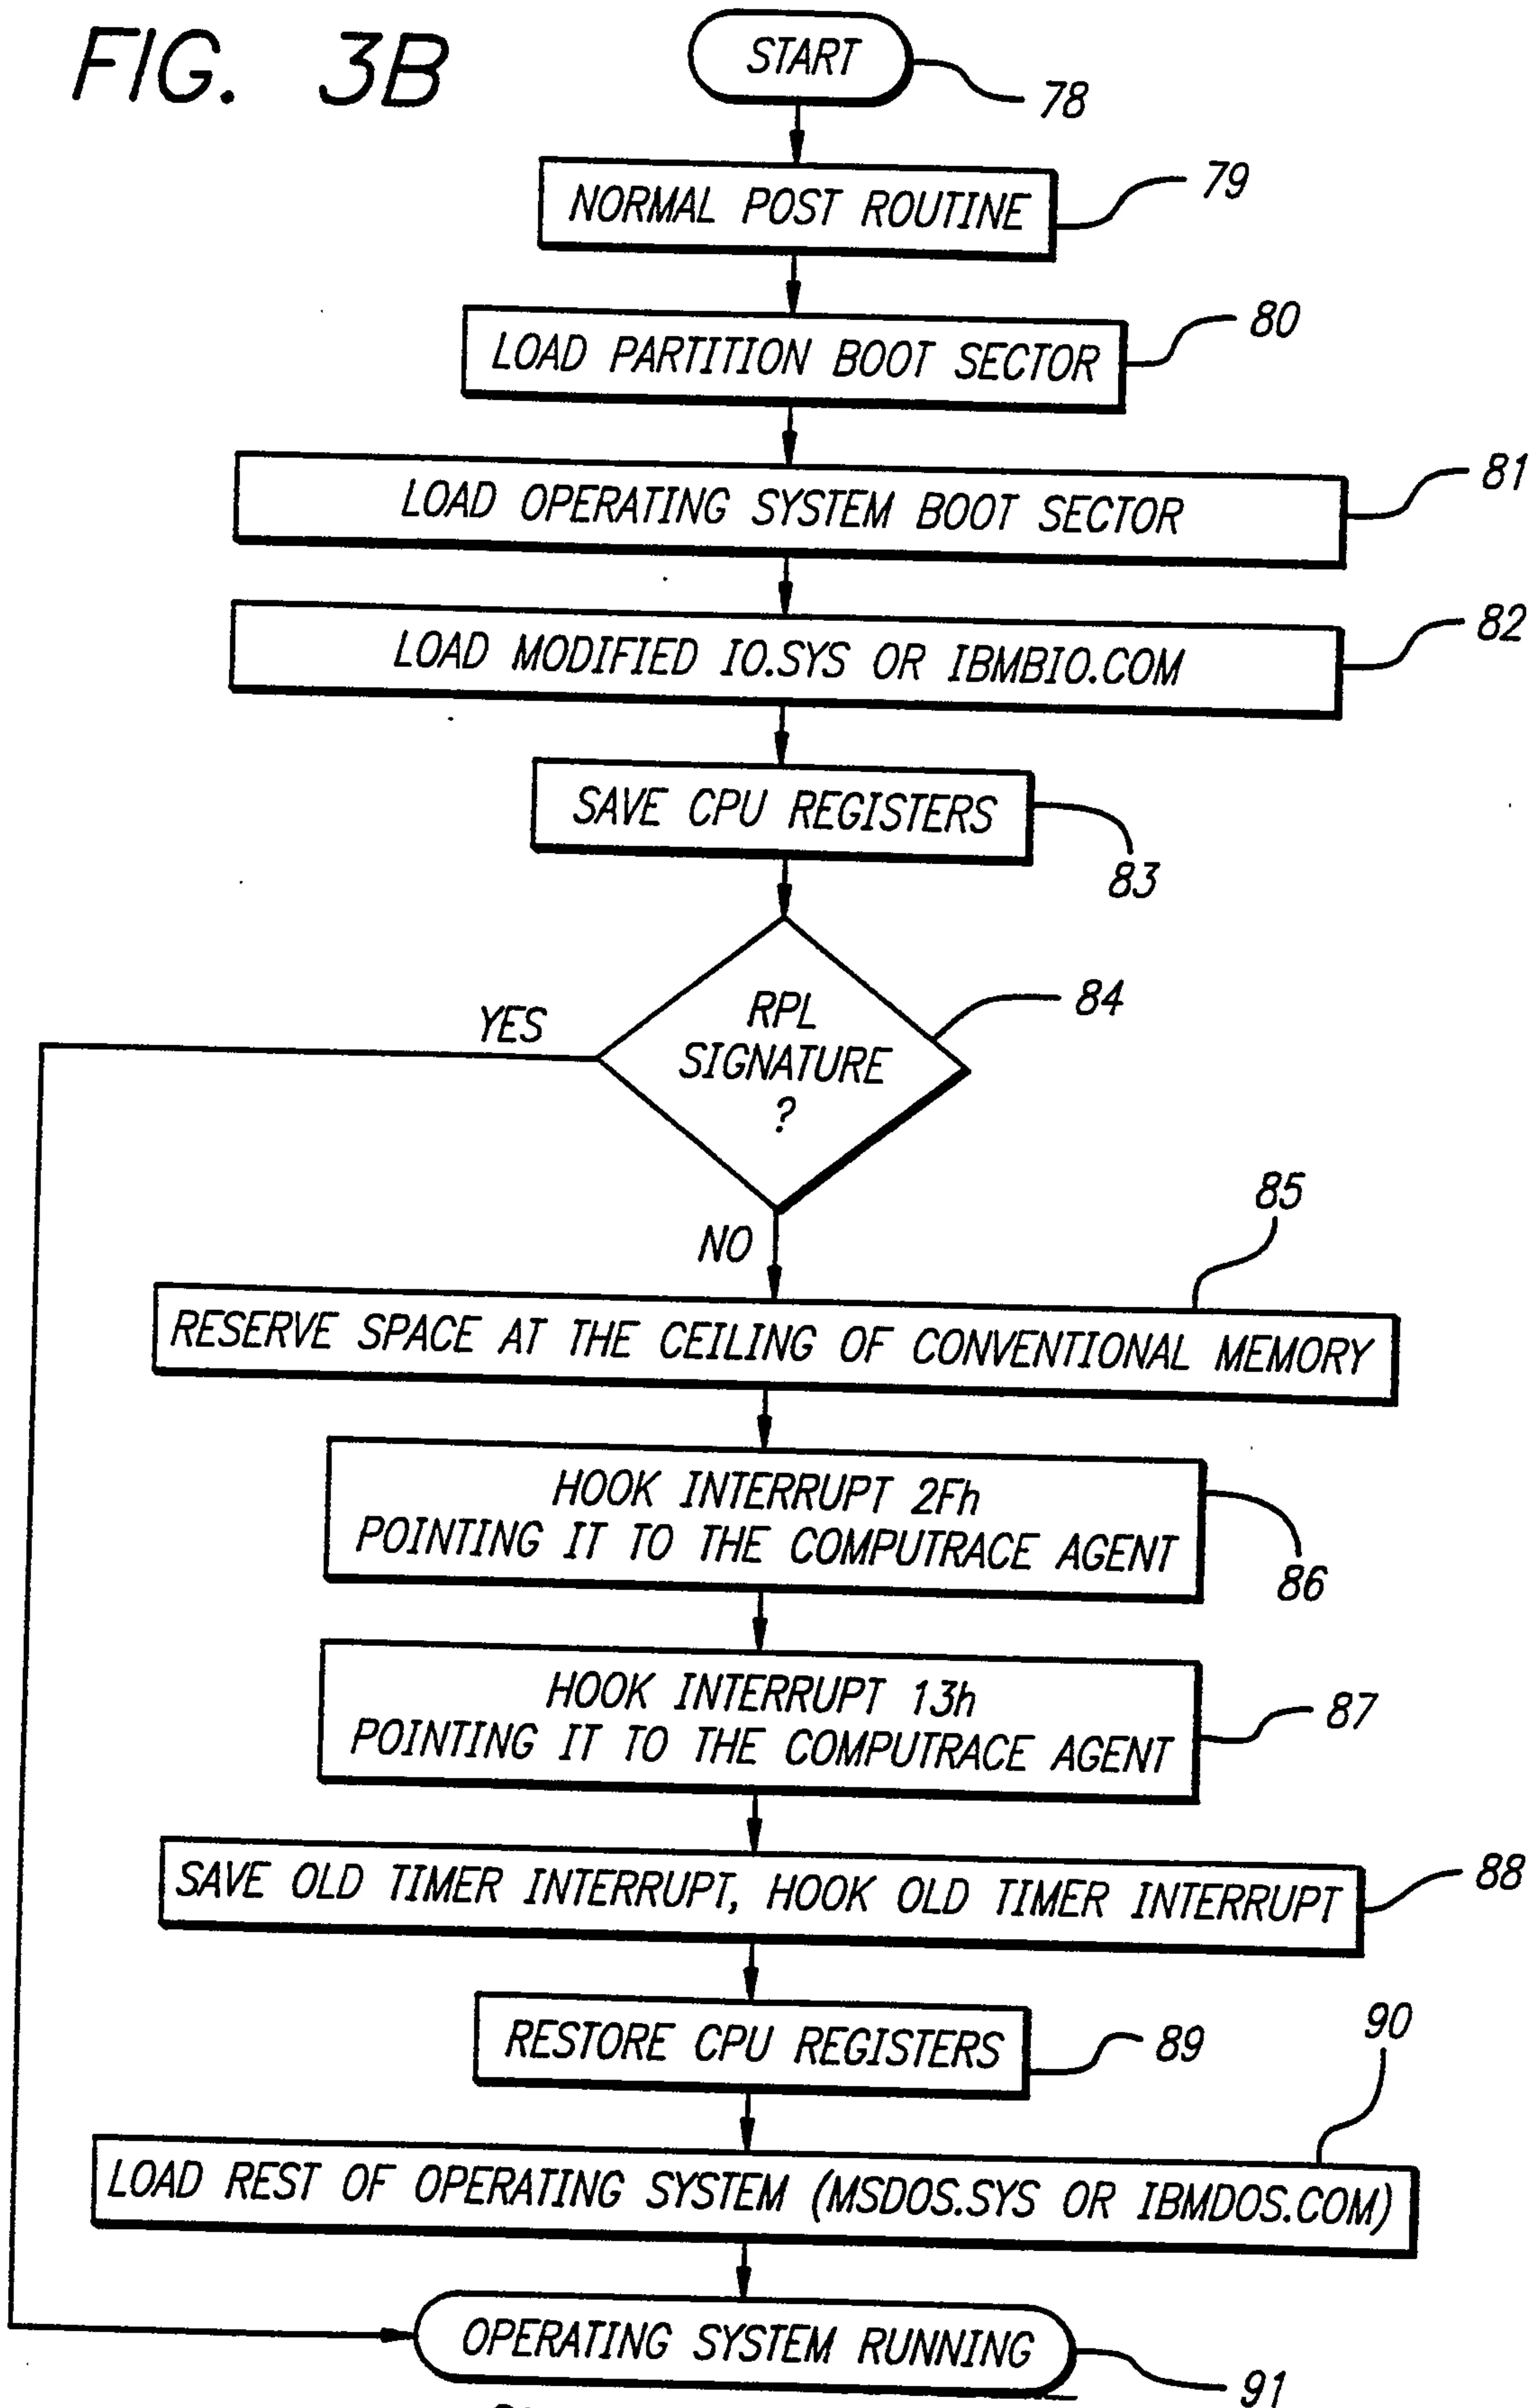 FIG. 3B
START
78
NORMAL POST ROUTINE
79
LOAD PARTITION BOOT SECTOR
80
LOAD OPERATING SYSTEM BOOT SECTOR
81
LOAD MODIFIED IO.SYS OR IBMBIO.COM
82
SAVE CPU REGISTERS
83
RPL
SIGNATURE
?
84
YES
NO
85
RESERVE SPACE AT THE CEILING OF CONVENTIONAL MEMORY
HOOK INTERRUPT 2Fh
POINTING IT TO THE COMPUTRACE AGENT
86
HOOK INTERRUPT 13h
POINTING IT TO THE COMPUTRACE AGENT
87
SAVE OLD TIMER INTERRUPT, HOOK OLD TIMER INTERRUPT
88
RESTORE CPU REGISTERS
89
90
LOAD REST OF OPERATING SYSTEM (MSDOS.SYS OR IBMDOS.COM)
OPERATING SYSTEM RUNNING
91